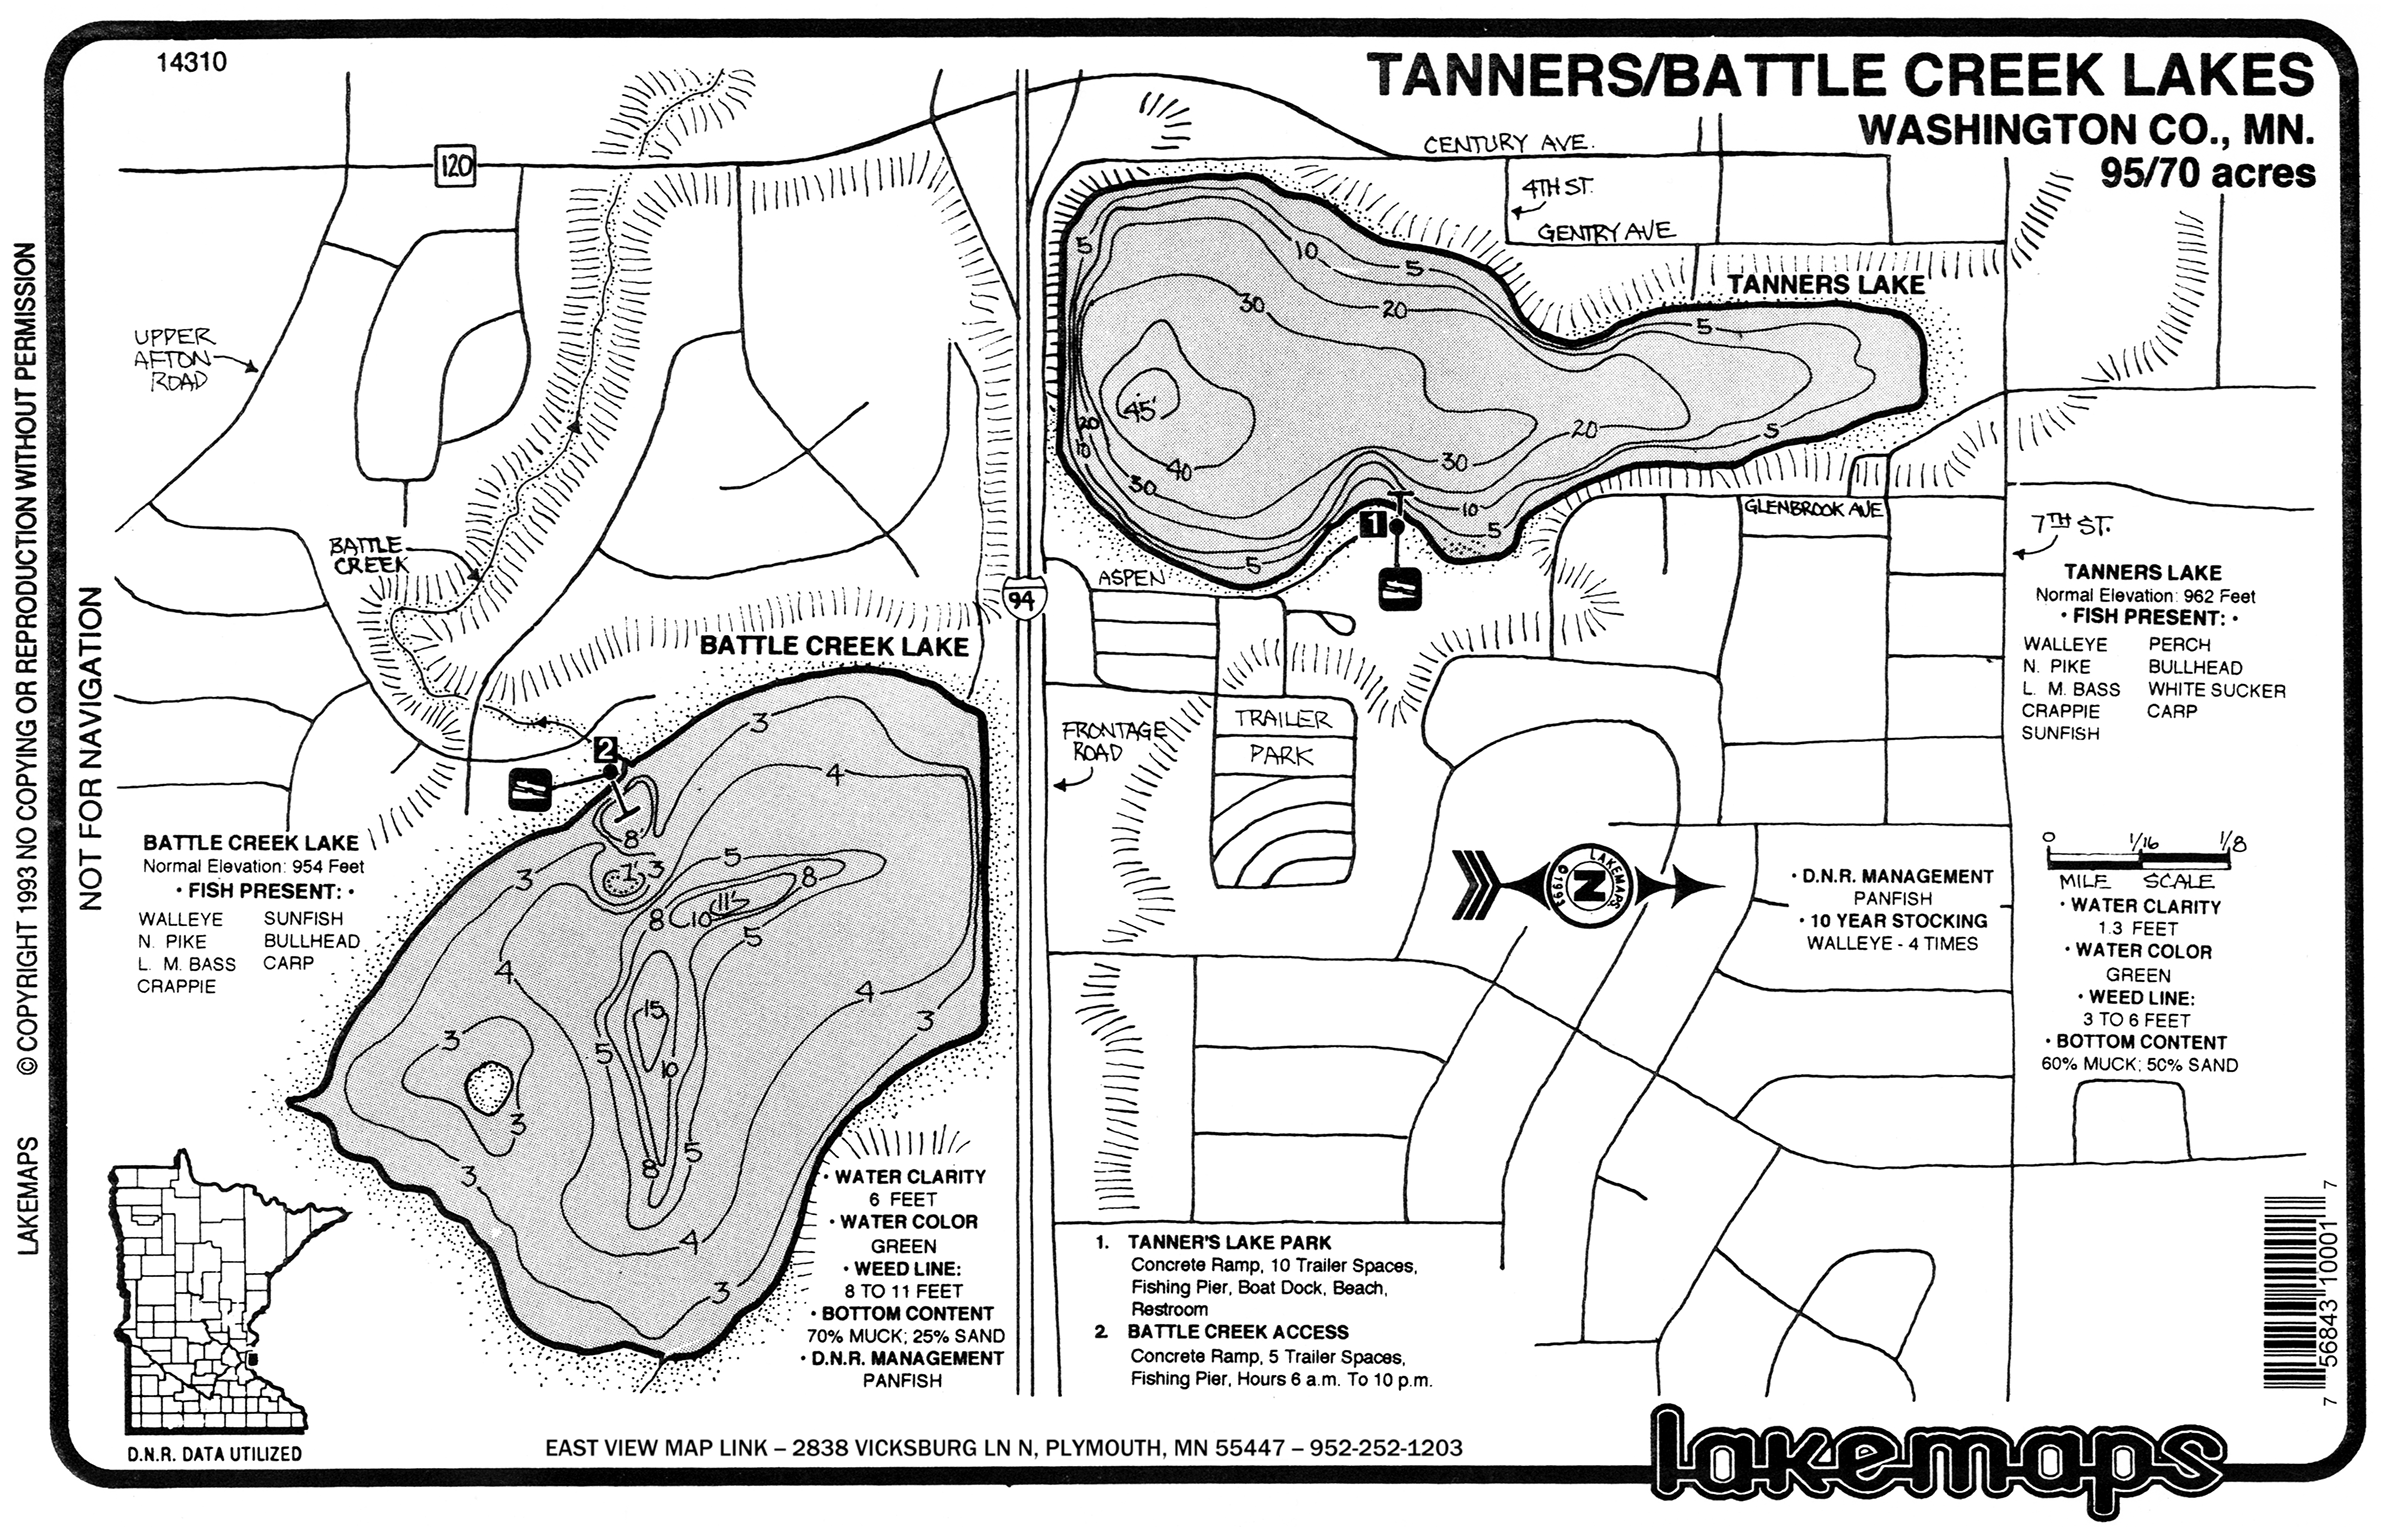 14310
TANNERS/BATTLE CREEK LAKES
WASHINGTON CO., MN.
95/70 acres
CENTURY AVE.
120
4TH ST.
GENTRY AVE
TANNERS LAKE
5
10
5
30
20
5
45'
20
10
40
30
30
20
5
10
5
5
1
UPPER
AFTON
ROAD
BATTLE
CREEK
94
ASPEN
GLENBROOK AVE
7TH ST.
TANNERS LAKE
Normal Elevation: 962 Feet
• FISH PRESENT: •
WALLEYE PERCH
N. PIKE BULLHEAD
L. M. BASS WHITE SUCKER
CRAPPIE CARP
SUNFISH
BATTLE CREEK LAKE
FRONTAGE
ROAD
TRAILER
PARK
2
3
4
8'
1'
3
5
8
3
8
10
11'
5
4
4
3
15
3
5
10
3
8
5
3
4
3
BATTLE CREEK LAKE
Normal Elevation: 954 Feet
• FISH PRESENT: •
WALLEYE SUNFISH
N. PIKE BULLHEAD
L. M. BASS CARP
CRAPPIE
LAKEMAPS
N
©1993
0 1/16 1/8
MILE SCALE
• D.N.R. MANAGEMENT
PANFISH
• 10 YEAR STOCKING
WALLEYE - 4 TIMES
• WATER CLARITY
1.3 FEET
• WATER COLOR
GREEN
• WEED LINE:
3 TO 6 FEET
• BOTTOM CONTENT
60% MUCK; 50% SAND
• WATER CLARITY
6 FEET
• WATER COLOR
GREEN
• WEED LINE:
8 TO 11 FEET
• BOTTOM CONTENT
70% MUCK; 25% SAND
• D.N.R. MANAGEMENT
PANFISH
1. TANNER'S LAKE PARK
Concrete Ramp, 10 Trailer Spaces,
Fishing Pier, Boat Dock, Beach,
Restroom
2. BATTLE CREEK ACCESS
Concrete Ramp, 5 Trailer Spaces,
Fishing Pier, Hours 6 a.m. To 10 p.m.
D.N.R. DATA UTILIZED
EAST VIEW MAP LINK – 2838 VICKSBURG LN N, PLYMOUTH, MN 55447 – 952-252-1203
lakemaps
7 56843 10001 7
NOT FOR NAVIGATION
LAKEMAPS © COPYRIGHT 1993 NO COPYING OR REPRODUCTION WITHOUT PERMISSION